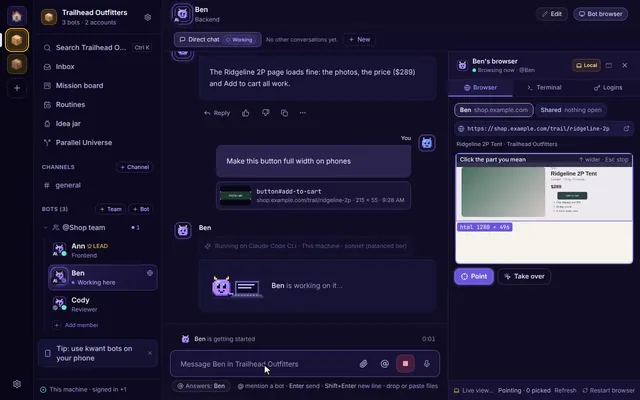 Trailhead Outfitters
3 bots · 2 accounts
Search Trailhead O... Ctrl K
Inbox
Mission board
Routines
Idea jar
Parallel Universe
CHANNELS
+ Channel
# general
BOTS (3)
+ Team
+ Bot
@Shop team
1
Ann
LEAD
Frontend
Ben
Working here
Cody
Reviewer
+ Add member
Tip: use kwant bots on your phone
This machine · signed in +1
Ben
Backend
Edit
Bot browser
Direct chat
Working
No other conversations yet.
+ New
The Ridgeline 2P page loads fine: the photos, the price ($289)
and Add to cart all work.
Reply
You
Make this button full width on phones
button#add-to-cart
shop.example.com/trail/ridgeline-2p · 215 × 55 · 9:28 AM
Ben
Running on Claude Code CLI · This machine · sonnet (balanced tier)
Ben is working on it...
Ben is getting started
0:01
Message Ben in Trailhead Outfitters
@ Answers: Ben
@ mention a bot · Enter send · Shift+Enter new line · drop or paste files
Ben's browser
Browsing now · @Ben
Local
Browser
Terminal
Logins
Ben shop.example.com
Shared nothing open
https://shop.example.com/trail/ridgeline-2p
Ridgeline 2P Tent · Trailhead Outfitters
Click the part you mean
↑ wider · Esc stop
Ridgeline 2P Tent
$289
html 1280 × 496
Point
Take over
Live view...
Pointing · 0 picked
Refresh
Restart browser